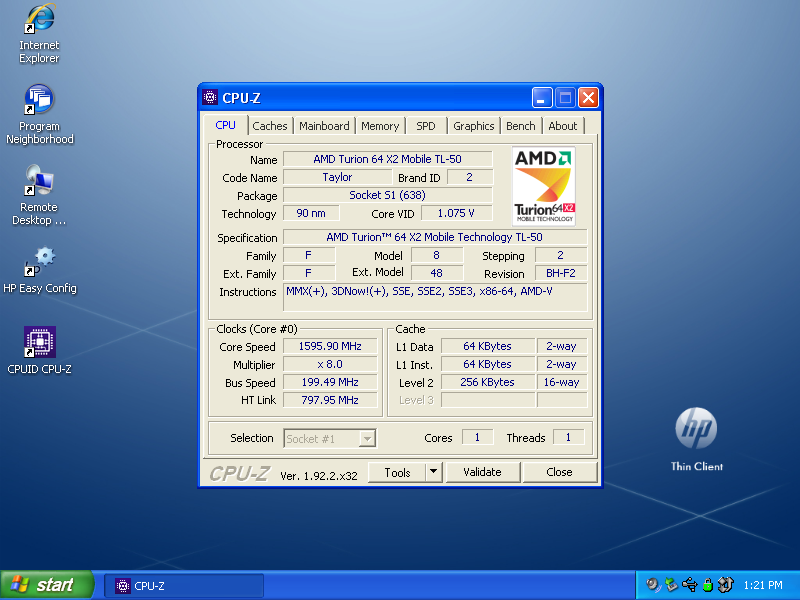 Internet
Explorer
Program
Neighborhood
Remote
Desktop ...
HP Easy Config
CPUID CPU-Z
CPU-Z
CPU Caches Mainboard Memory SPD Graphics Bench About
Processor
Name AMD Turion 64 X2 Mobile TL-50
Code Name Taylor Brand ID 2
Package Socket S1 (638)
Technology 90 nm Core VID 1.075 V
AMD
Turion 64 X2
MOBILE TECHNOLOGY
Specification AMD Turion™ 64 X2 Mobile Technology TL-50
Family F Model 8 Stepping 2
Ext. Family F Ext. Model 48 Revision BH-F2
Instructions MMX(+), 3DNow!(+), SSE, SSE2, SSE3, x86-64, AMD-V
Clocks (Core #0)
Core Speed 1595.90 MHz
Multiplier x 8.0
Bus Speed 199.49 MHz
HT Link 797.95 MHz
Cache
L1 Data 64 KBytes 2-way
L1 Inst. 64 KBytes 2-way
Level 2 256 KBytes 16-way
Level 3
Selection Socket #1 Cores 1 Threads 1
CPU-Z Ver. 1.92.2.x32 Tools Validate Close
hp
Thin Client
start CPU-Z 1:21 PM